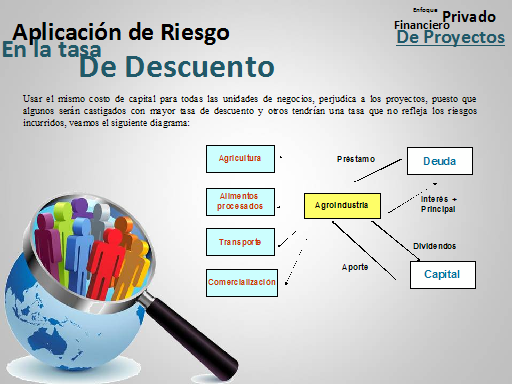 Enfoque
Financiero Privado
De Proyectos
Aplicación de Riesgo
En la tasa
De Descuento
Usar el mismo costo de capital para todas las unidades de negocios, perjudica a los proyectos, puesto que
algunos serán castigados con mayor tasa de descuento y otros tendrían una tasa que no refleja los riesgos
incurridos, veamos el siguiente diagrama:
Agricultura
Préstamo
Deuda
Alimentos
procesados
Agroindustria
Interés +
Principal
Transporte
Dividendos
Aporte
Capital
Comercialización